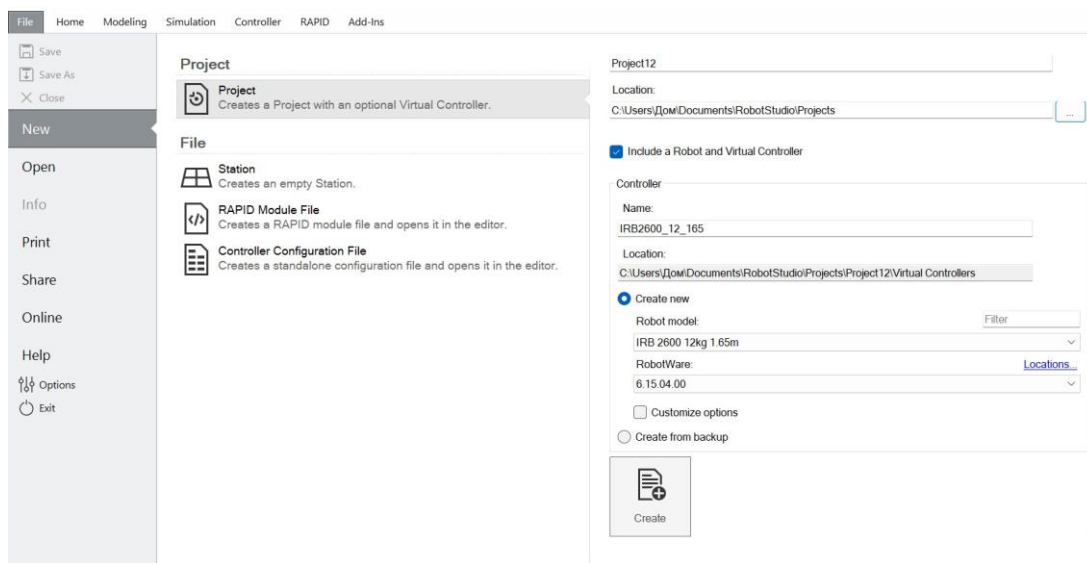 File Home Modeling Simulation Controller RAPID Add-Ins
Save
Save As
Close
New
Open
Info
Print
Share
Online
Help
Options
Exit
Project
Project
Creates a Project with an optional Virtual Controller.
File
Station
Creates an empty Station.
RAPID Module File
Creates a RAPID module file and opens it in the editor.
Controller Configuration File
Creates a standalone configuration file and opens it in the editor.
Project12
Location:
C:\Users\Дом\Documents\RobotStudio\Projects
...
Include a Robot and Virtual Controller
Controller
Name:
IRB2600_12_165
Location:
C:\Users\Дом\Documents\RobotStudio\Projects\Project12\Virtual Controllers
Create new
Robot model: Filter
IRB 2600 12kg 1.65m
RobotWare: Locations...
6.15.04.00
Customize options
Create from backup
Create